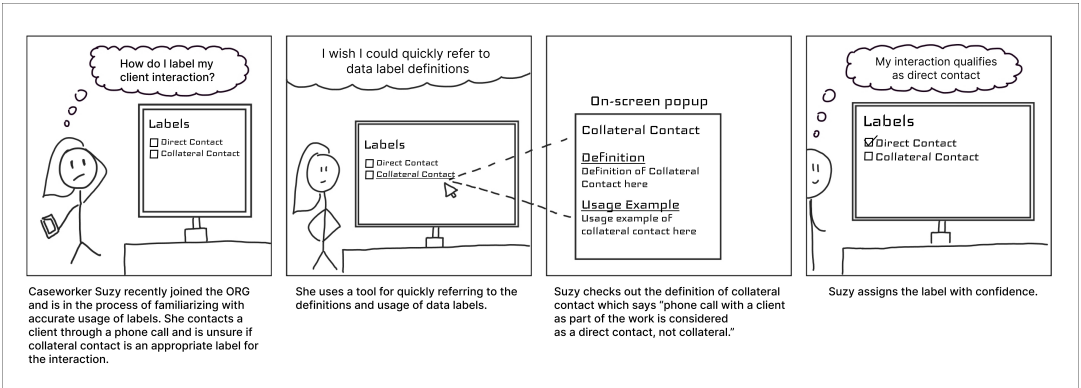 How do I label my
client interaction?
Labels
Direct Contact
Collateral Contact
Caseworker Suzy recently joined the ORG
and is in the process of familiarizing with
accurate usage of labels. She contacts a
client through a phone call and is unsure if
collateral contact is an appropriate label for
the interaction.
I wish I could quickly refer to
data label definitions
Labels
Direct Contact
Collateral Contact
She uses a tool for quickly referring to the
definitions and usage of data labels.
On-screen popup
Collateral Contact
Definition
Definition of Collateral
Contact here
Usage Example
Usage example of
collateral contact here
Suzy checks out the definition of collateral
contact which says “phone call with a client
as part of the work is considered
as a direct contact, not collateral.”
My interaction qualifies
as direct contact
Labels
Direct Contact
Collateral Contact
Suzy assigns the label with confidence.